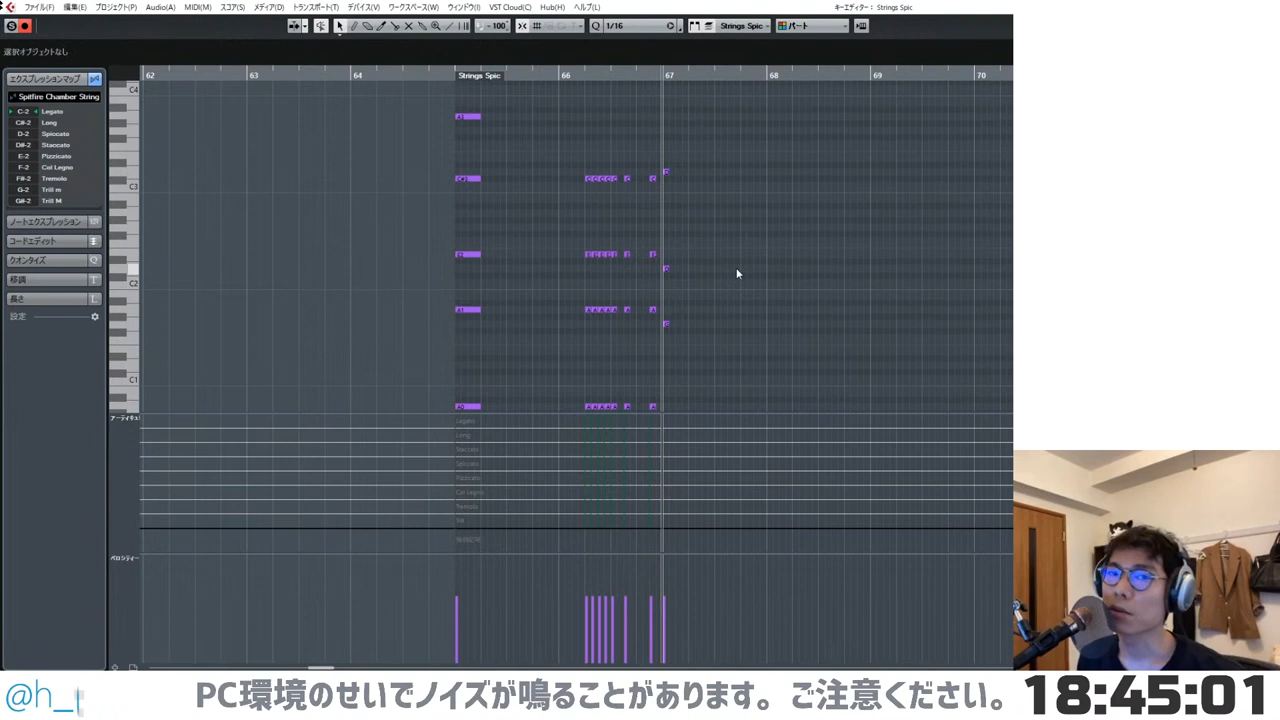 ファイル(F) 編集(E) プロジェクト(P) Audio(A) MIDI(M) スコア(S) メディア(D) トランスポート(T) デバイス(V) ワークスペース(W) ウィンドウ(I) VST Cloud(C) Hub(H) ヘルプ(L)
キーエディター： Strings Spic
100 Q 1/16 Strings Spic パート
選択オブジェクトなし
エクスプレッションマップ
62 63 64 Strings Spic 66 67 68 69 70
Spitfire Chamber String
C-2 Legato
C#-2 Long
D-2 Spiccato
D#-2 Staccato
E-2 Pizzicato
F-2 Col Legno
F#-2 Tremolo
G-2 Trill m
G#-2 Trill M
ノートエクスプレッション
コードエディット
クオンタイズ Q
移調 T
長さ L
設定
C4
C3
C2
C1
Legato
Long
Staccato
Spiccato
Pizzicato
Col Legno
Tremolo
ベロシティー
@h_
PC環境のせいでノイズが鳴ることがあります。ご注意ください。
18:45:01